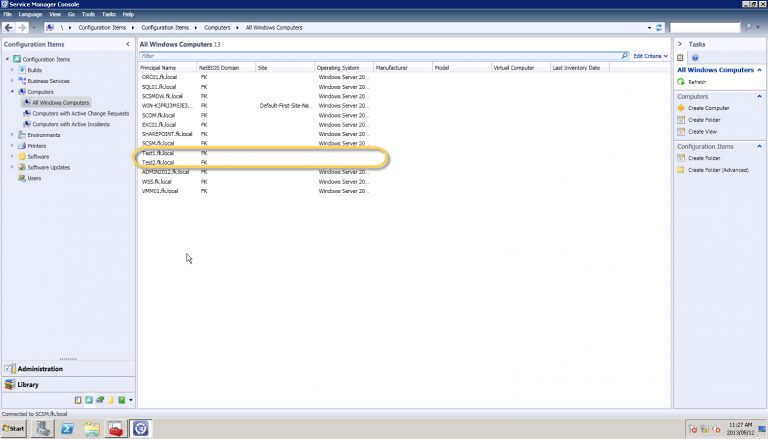 Service Manager Console
File Language View Go Tools Tasks Help
\ Configuration Items Configuration Items Computers All Windows Computers
Configuration Items
Configuration Items
Builds
Business Services
Computers
All Windows Computers
Computers with Active Change Requests
Computers with Active Incidents
Environments
Printers
Software
Software Updates
Users
Administration
Library
All Windows Computers 13
Filter
Edit Criteria
Principal Name NetBIOS Domain Site Operating System Manufacturer Model Virtual Computer Last Inventory Date
ORC01.fk.local FK Windows Server 20...
SQL01.fk.local FK Windows Server 20...
SCSMDW.fk.local FK Windows Server 20...
WIN-K3PRJ3M5JE3.... FK Default-First-Site-Na... Windows Server 20...
SCOM.fk.local FK Windows Server 20...
EXC01.fk.local FK Windows Server 20...
SHAREPOINT.fk.local FK Windows Server 20...
SCSM.fk.local FK Windows Server 20...
Test1.fk.local FK Windows Server 20...
Test2.fk.local FK Windows Server 20...
ADMIN2012.fk.local FK Windows Server 20...
WSS.fk.local FK Windows Server 20...
VMM01.fk.local FK Windows Server 20...
Tasks
All Windows Computers
Refresh
Computers
Create Computer
Create Folder
Create View
Configuration Items
Create Folder
Create Folder (Advanced)
Connected to SCSM.fk.local
Start
11:27 AM
2013/05/12